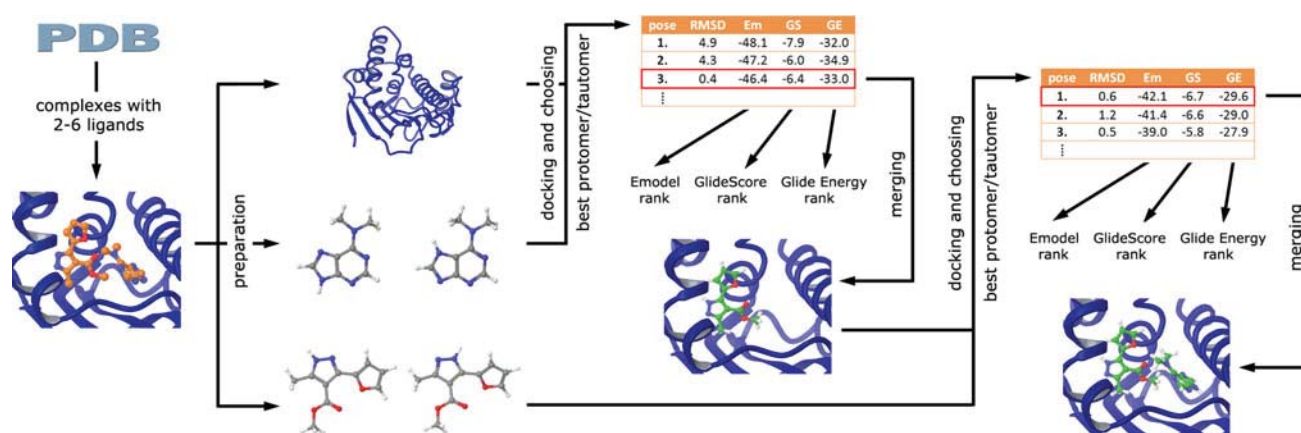 PDB
complexes with
2-6 ligands
preparation
docking and choosing
best protomer/tautomer
pose RMSD Em GS GE
1. 4.9 -48.1 -7.9 -32.0
2. 4.3 -47.2 -6.0 -34.9
3. 0.4 -46.4 -6.4 -33.0
⋮
Emodel
rank
GlideScore
rank
Glide Energy
rank
merging
docking and choosing
best protomer/tautomer
pose RMSD Em GS GE
1. 0.6 -42.1 -6.7 -29.6
2. 1.2 -41.4 -6.6 -29.0
3. 0.5 -39.0 -5.8 -27.9
⋮
Emodel
rank
GlideScore
rank
Glide Energy
rank
merging